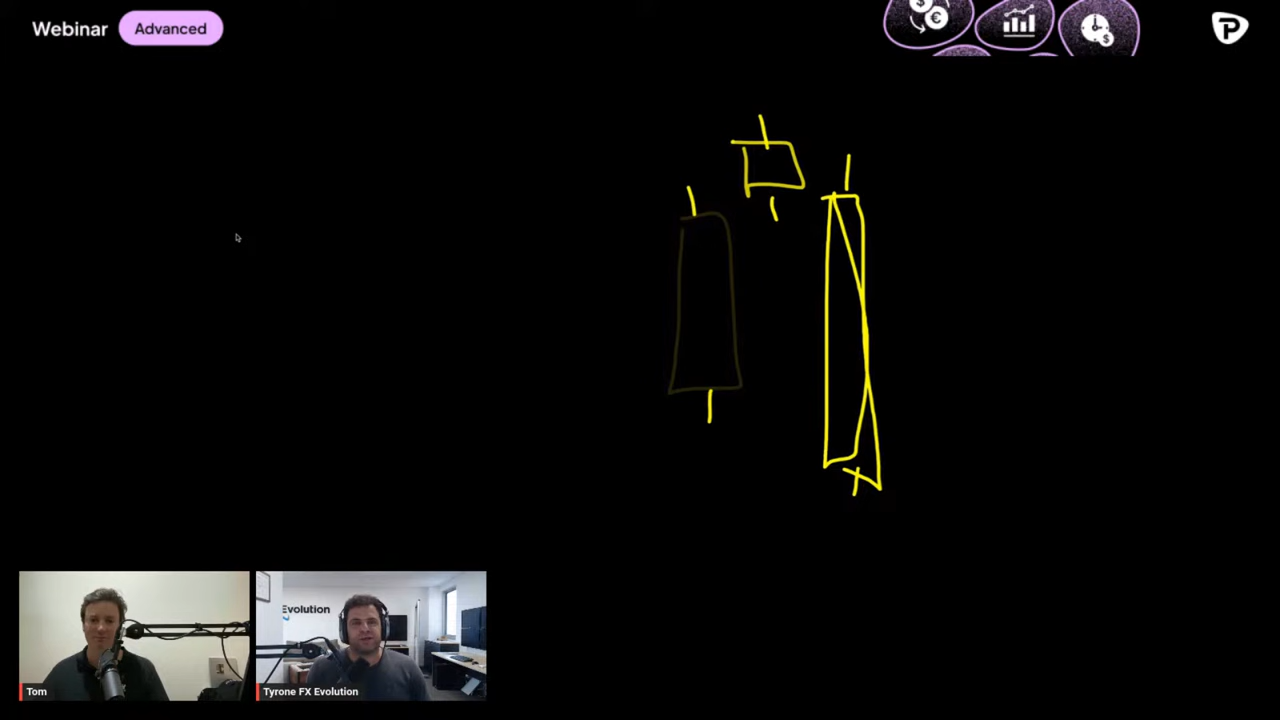 Webinar
Advanced
Evolution
Tom
Tyrone FX Evolution